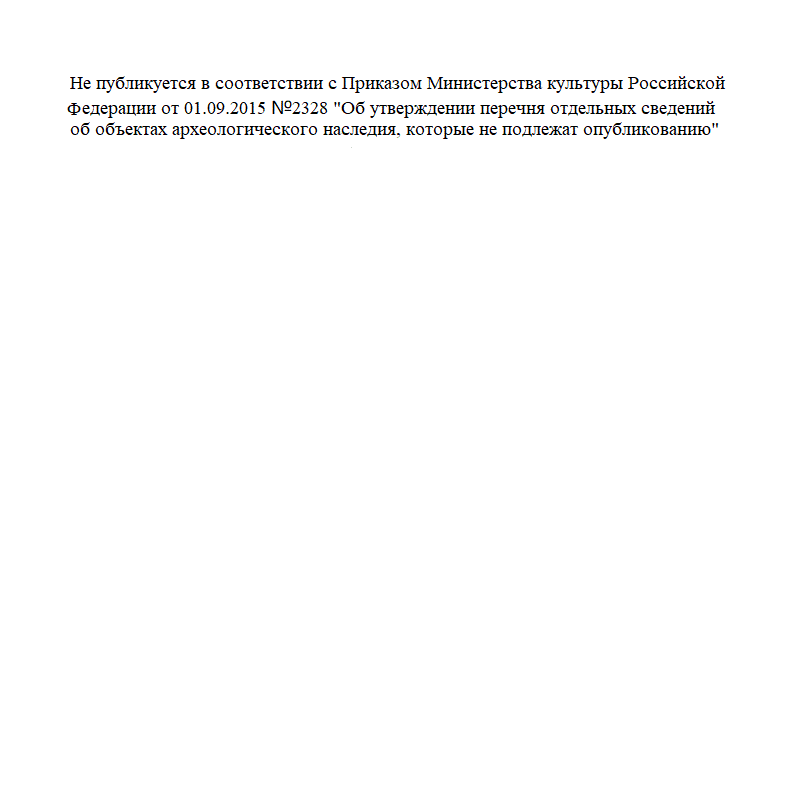 Не публикуется в соответствии с Приказом Министерства культуры Российской
Федерации от 01.09.2015 №2328 "Об утверждении перечня отдельных сведений
об объектах археологического наследия, которые не подлежат опубликованию"